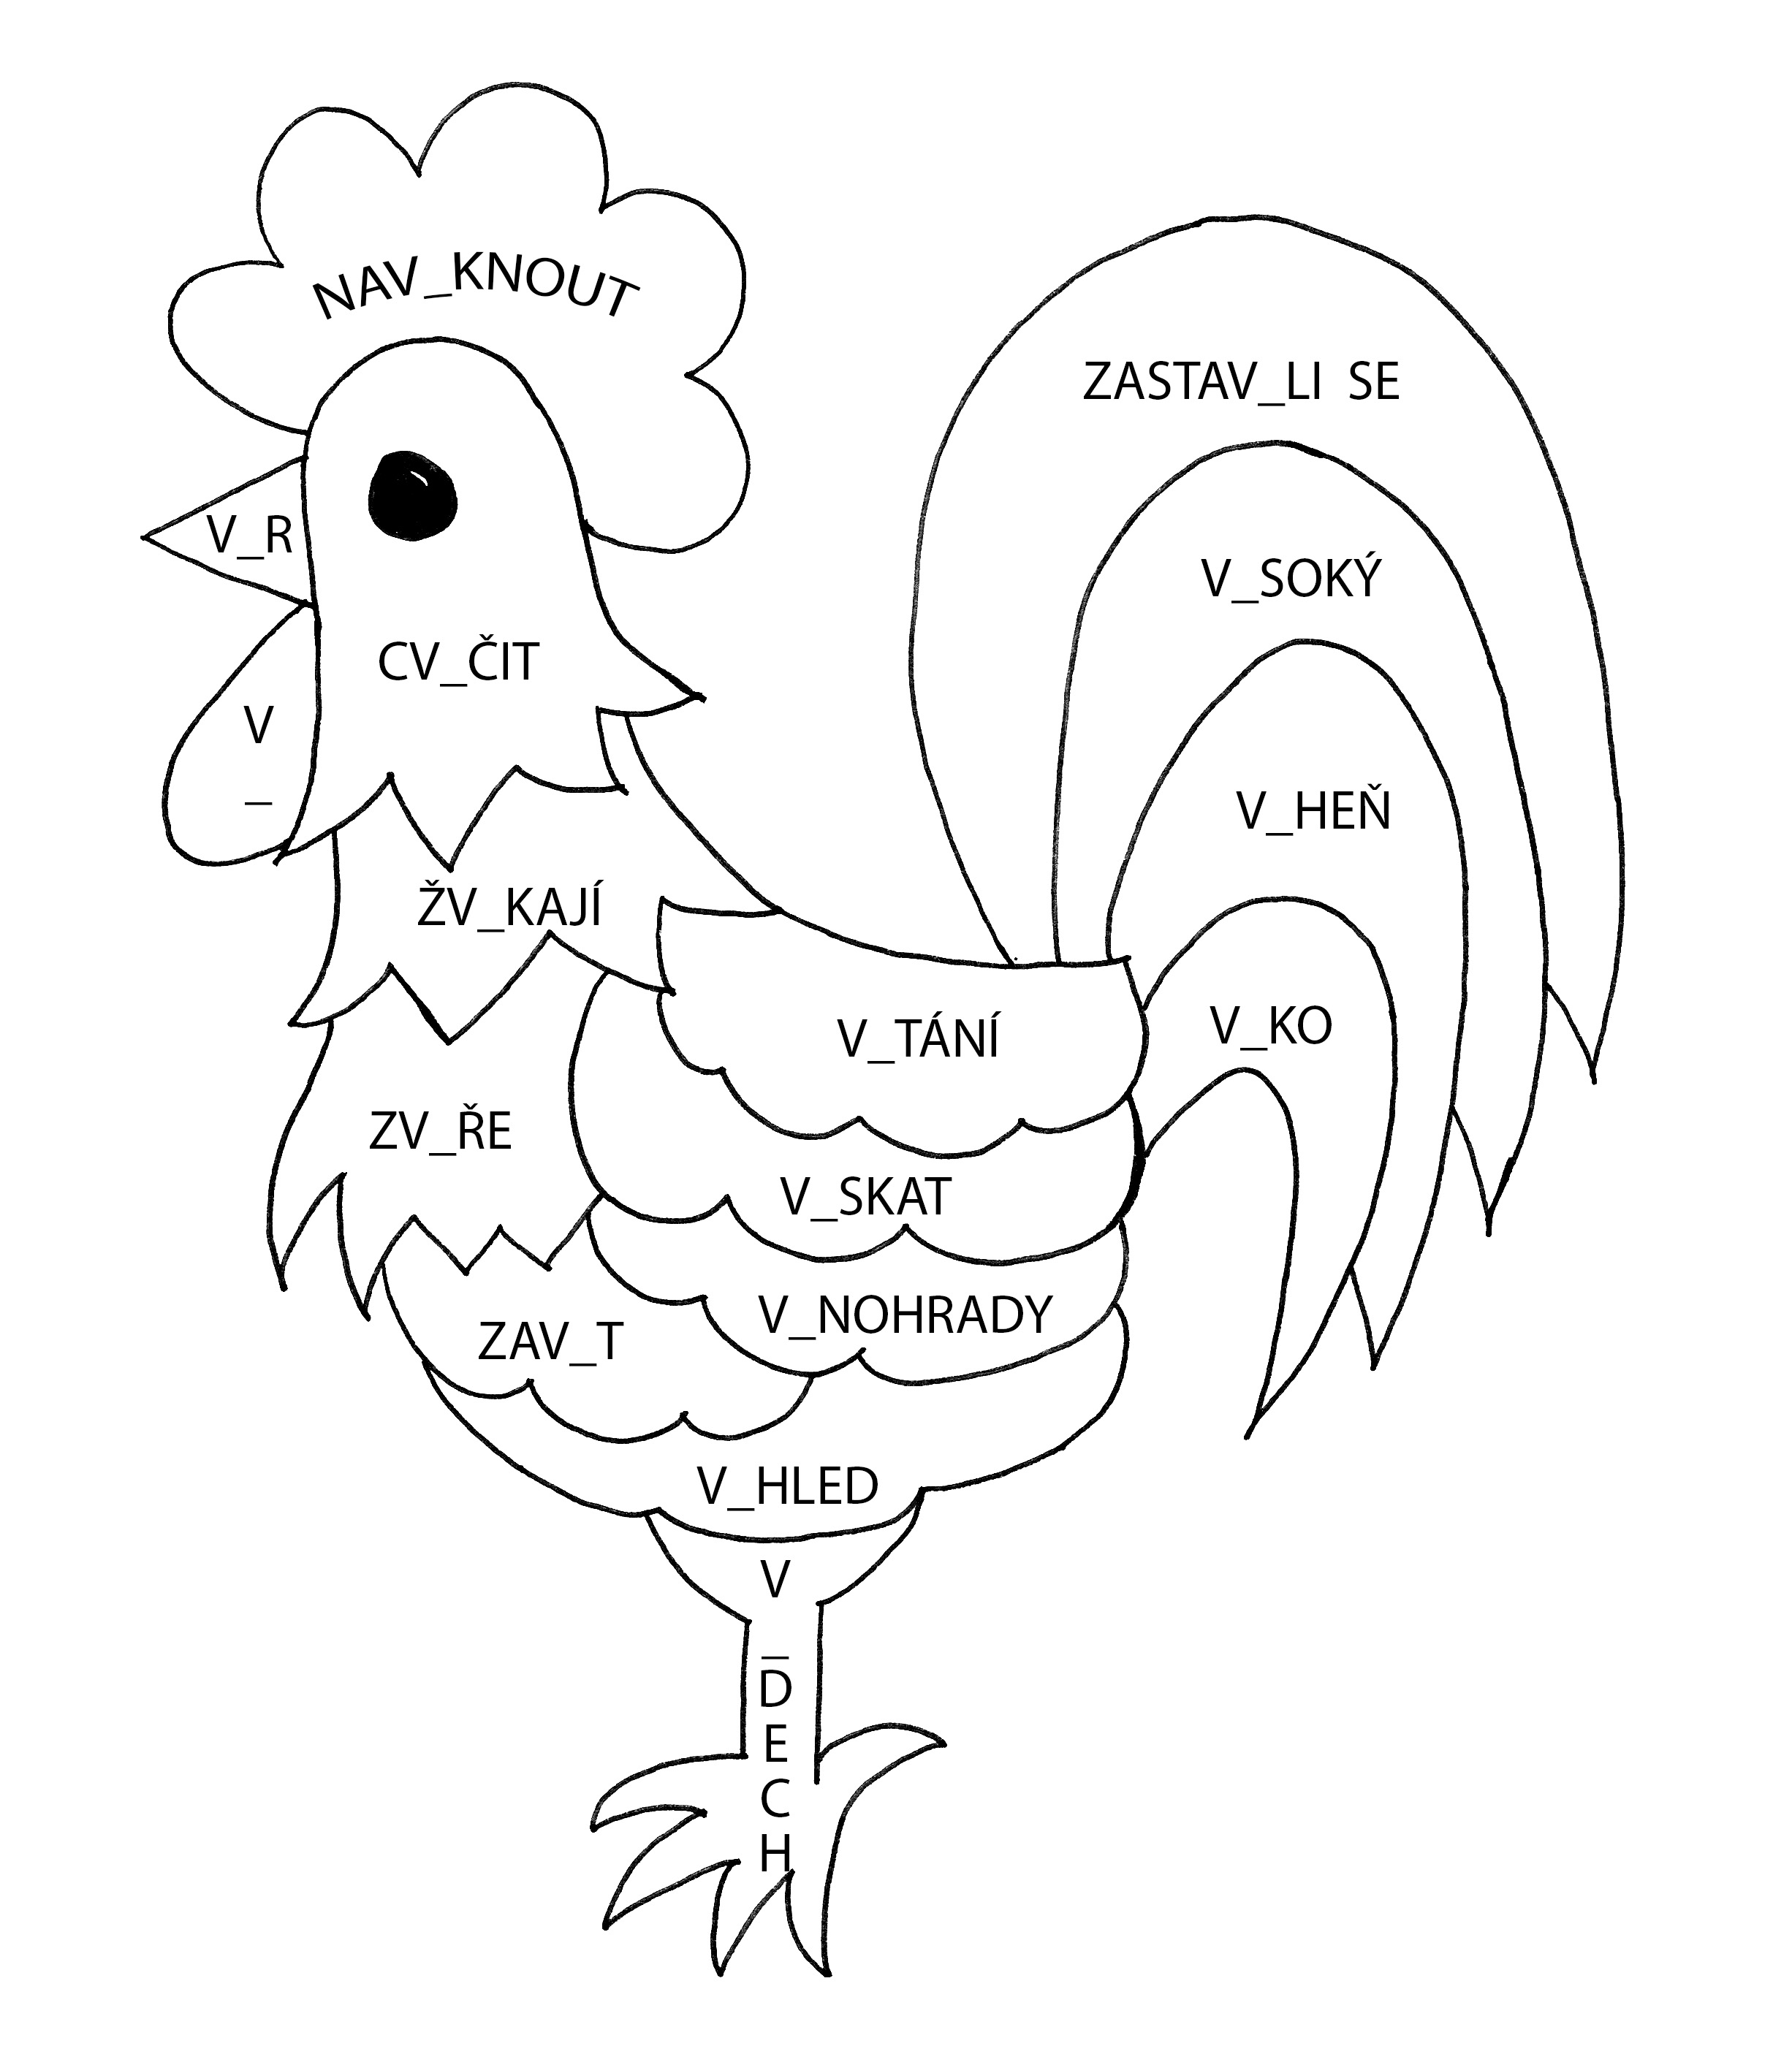 NAV_KNOUT
ZASTAV_LI SE
V_R
V_SOKÝ
CV_ČIT
V
_
V_HEŇ
ŽV_KAJÍ
V_KO
V_TÁNÍ
ZV_ŘE
V_SKAT
V_NOHRADY
ZAV_T
V_HLED
V
_
D
E
C
H